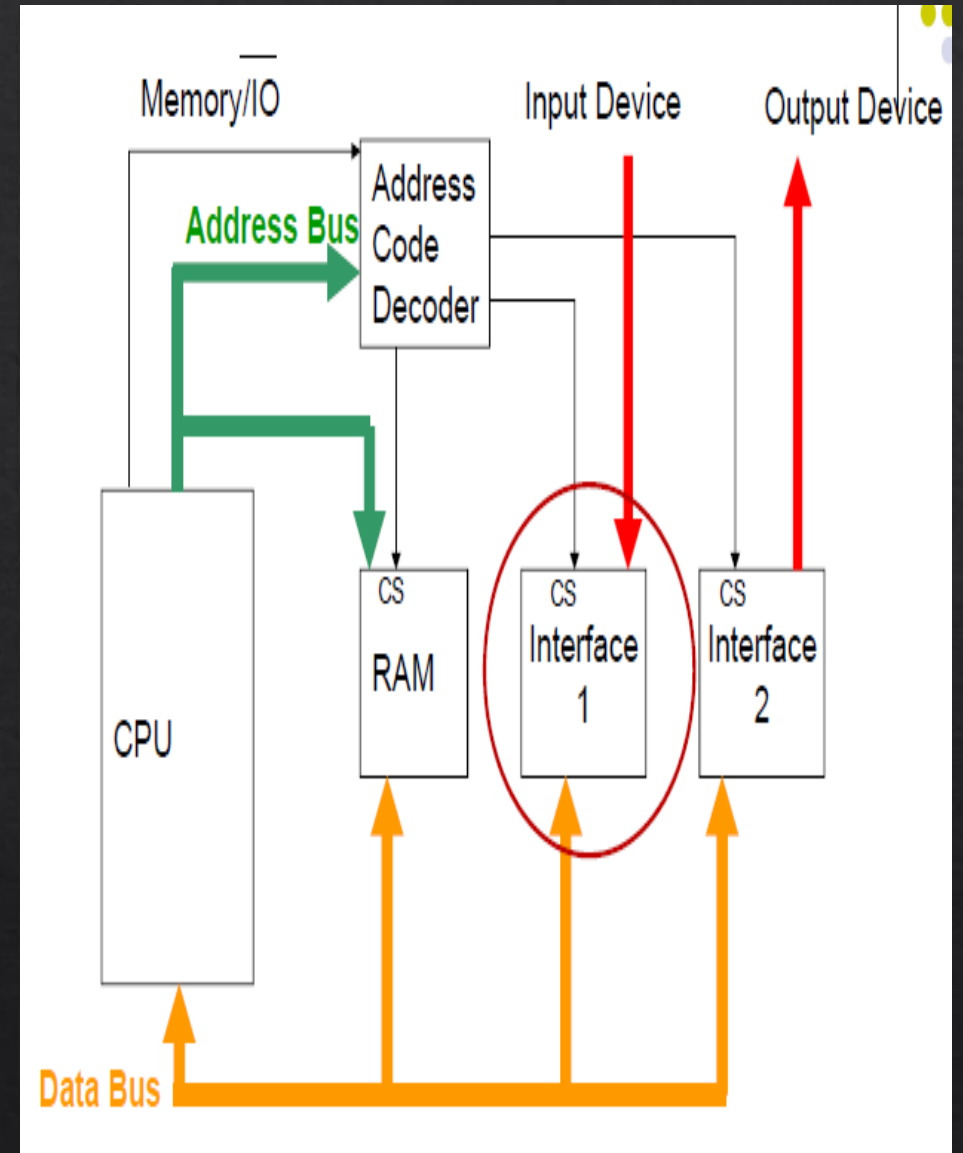 Memory/I̅O̅
Input Device
Output Device
Address
Code
Decoder
Address Bus
CS
RAM
CS
Interface
1
CS
Interface
2
CPU
Data Bus